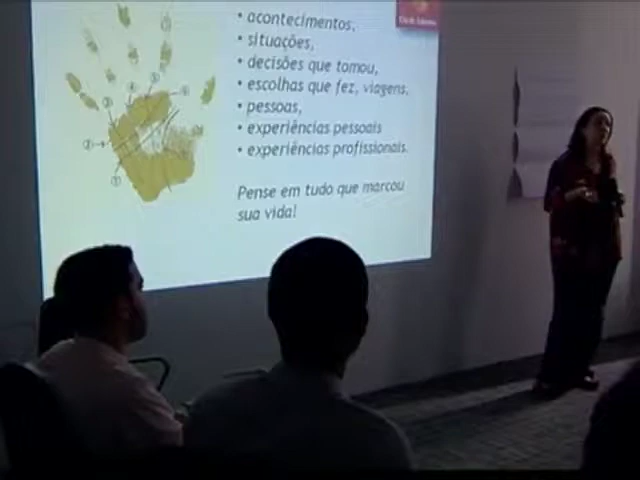 • acontecimentos,
• situações,
• decisões que tomou,
• escolhas que fez, viagens,
• pessoas,
• experiências pessoais
• experiências profissionais.
Pense em tudo que marcou
sua vida!